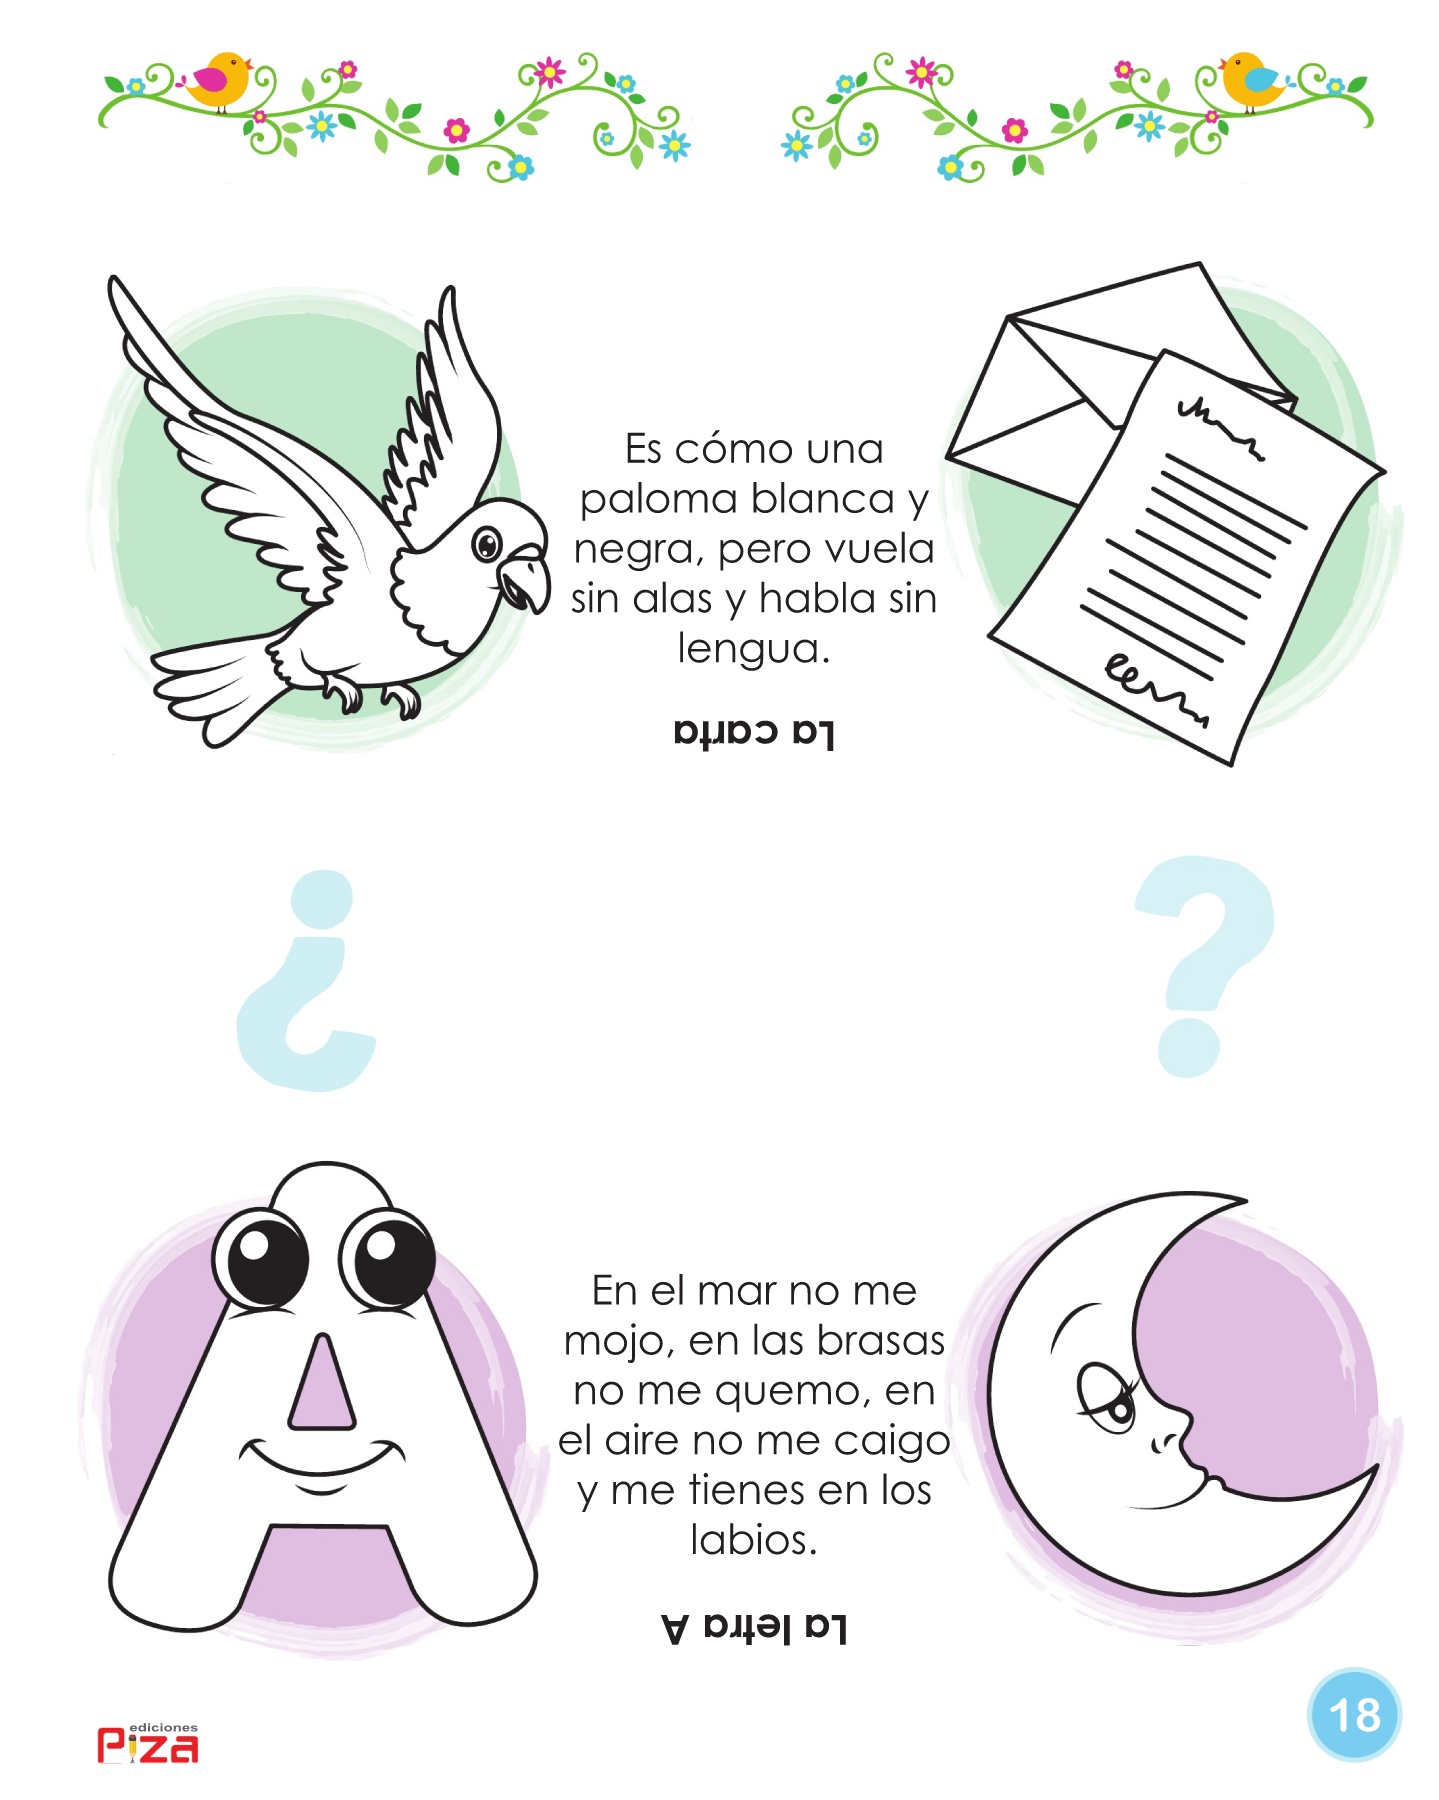 Es cómo una
paloma blanca y
negra, pero vuela
sin alas y habla sin
lengua.
La carta
¿
?
En el mar no me
mojo, en las brasas
no me quemo, en
el aire no me caigo
y me tienes en los
labios.
La letra A
18
ediciones
Piza